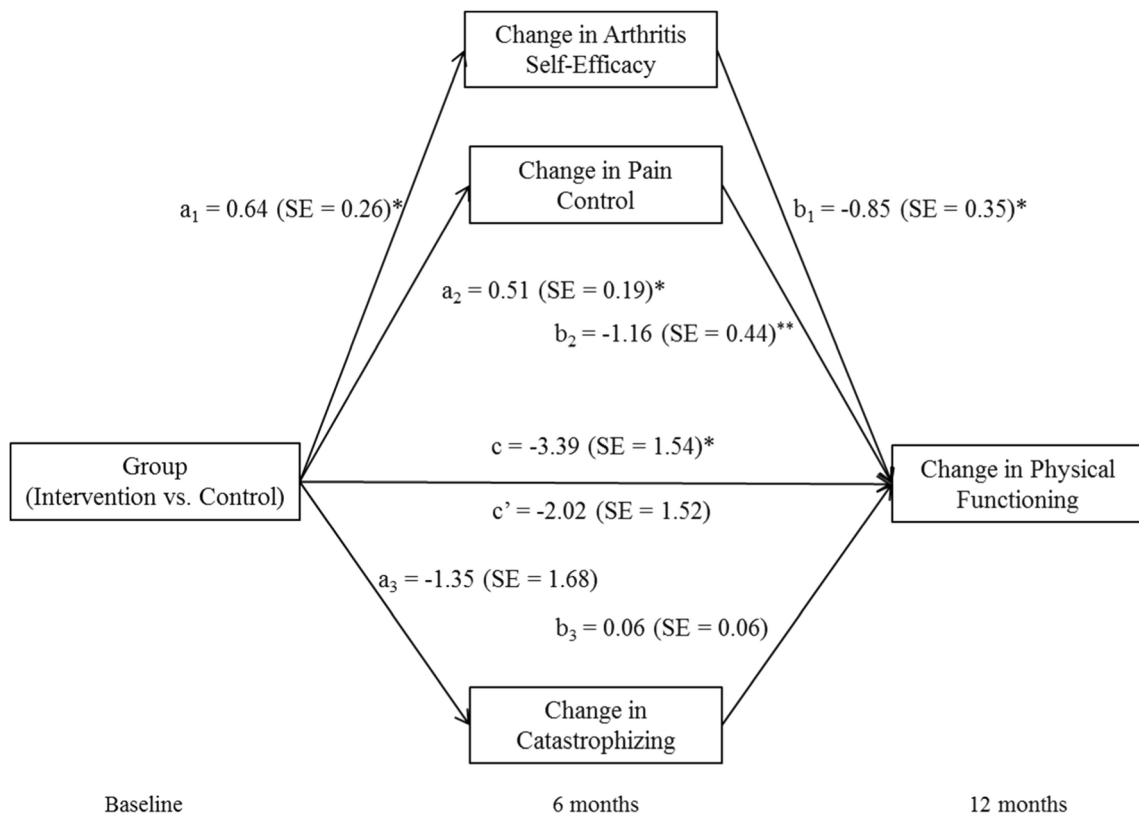 Change in Arthritis
Self-Efficacy
Change in Pain
Control
a₁ = 0.64 (SE = 0.26)*
b₁ = -0.85 (SE = 0.35)*
a₂ = 0.51 (SE = 0.19)*
b₂ = -1.16 (SE = 0.44)**
Group
(Intervention vs. Control)
c = -3.39 (SE = 1.54)*
c’ = -2.02 (SE = 1.52)
Change in Physical
Functioning
a₃ = -1.35 (SE = 1.68)
b₃ = 0.06 (SE = 0.06)
Change in
Catastrophizing
Baseline
6 months
12 months